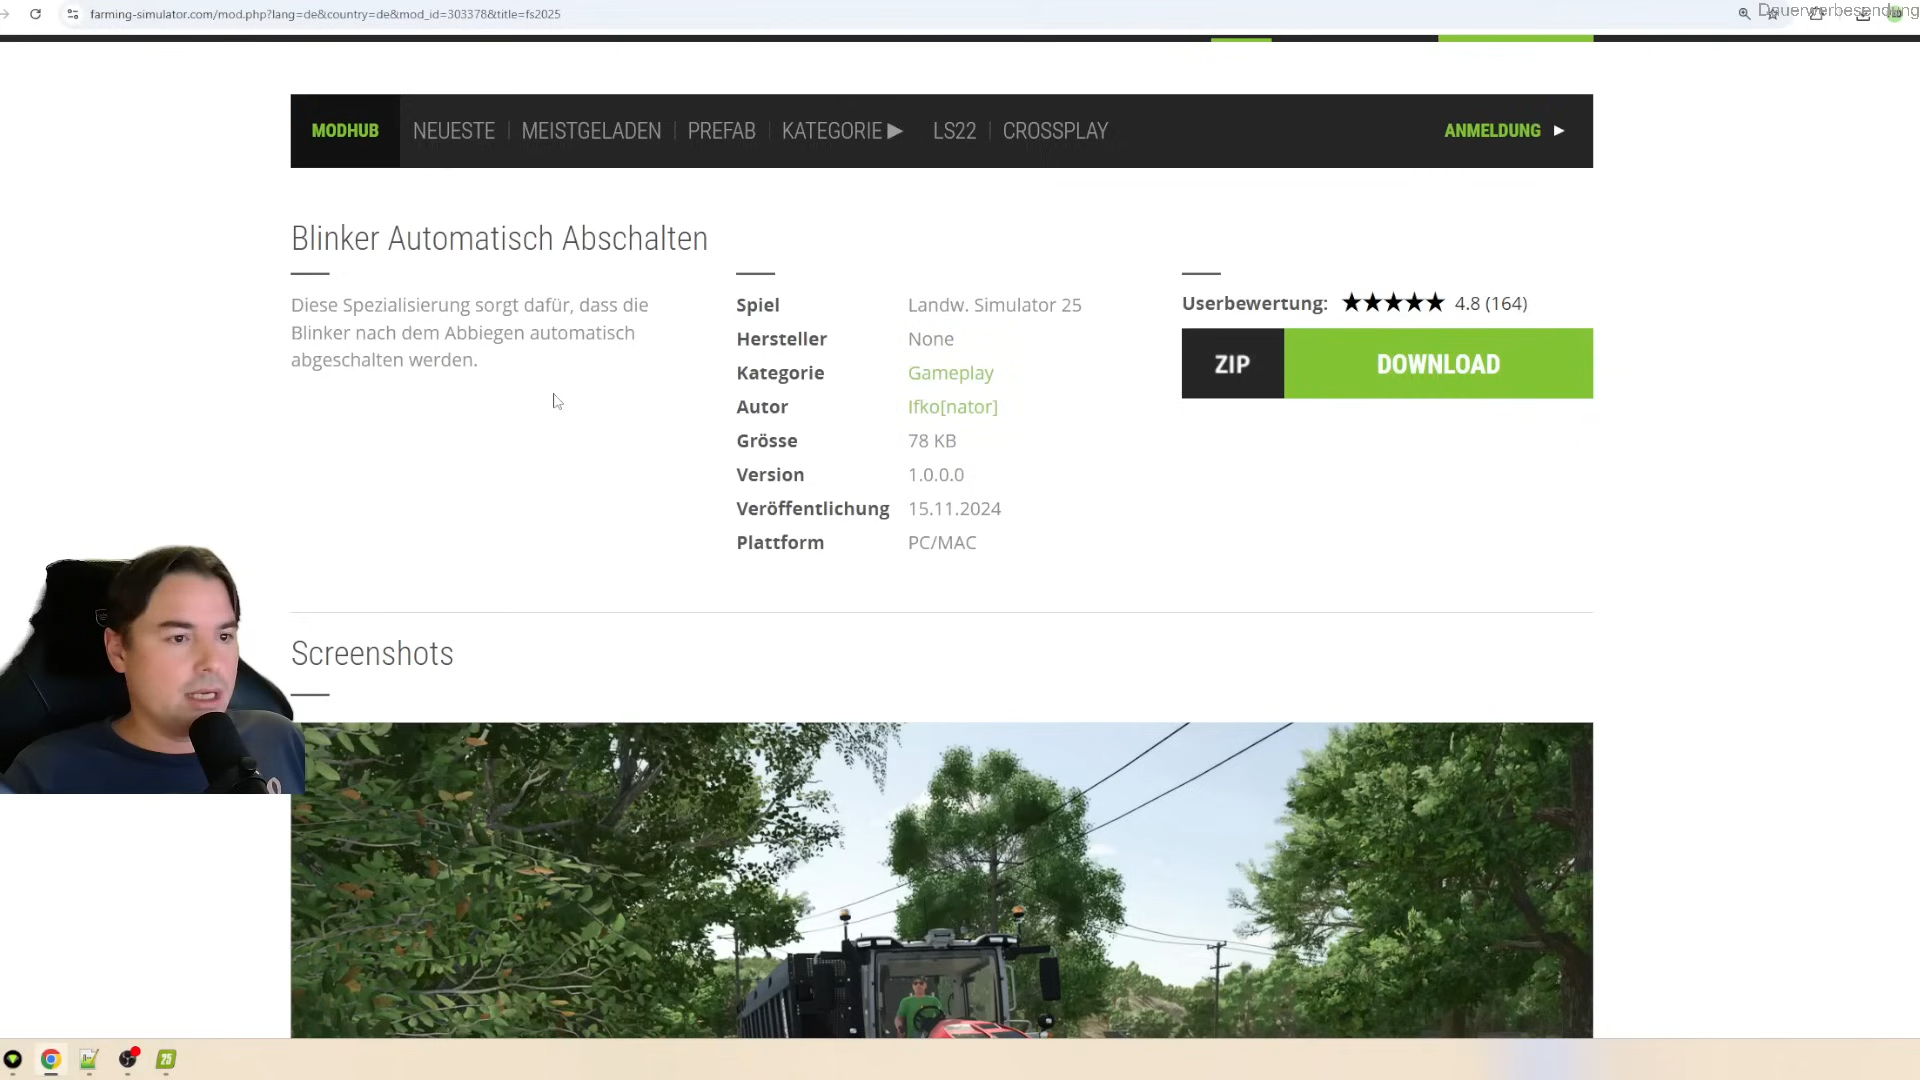 farming-simulator.com/mod.php?lang=de&country=de&mod_id=303378&title=fs2025
Dauerwerbesendung
MODHUB NEUESTE MEISTGELADEN PREFAB KATEGORIE LS22 CROSSPLAY ANMELDUNG
Blinker Automatisch Abschalten
Diese Spezialisierung sorgt dafür, dass die
Blinker nach dem Abbiegen automatisch
abgeschalten werden.
Spiel Landw. Simulator 25
Hersteller None
Kategorie Gameplay
Autor Ifko[nator]
Grösse 78 KB
Version 1.0.0.0
Veröffentlichung 15.11.2024
Plattform PC/MAC
Userbewertung: 4.8 (164)
ZIP DOWNLOAD
Screenshots
25